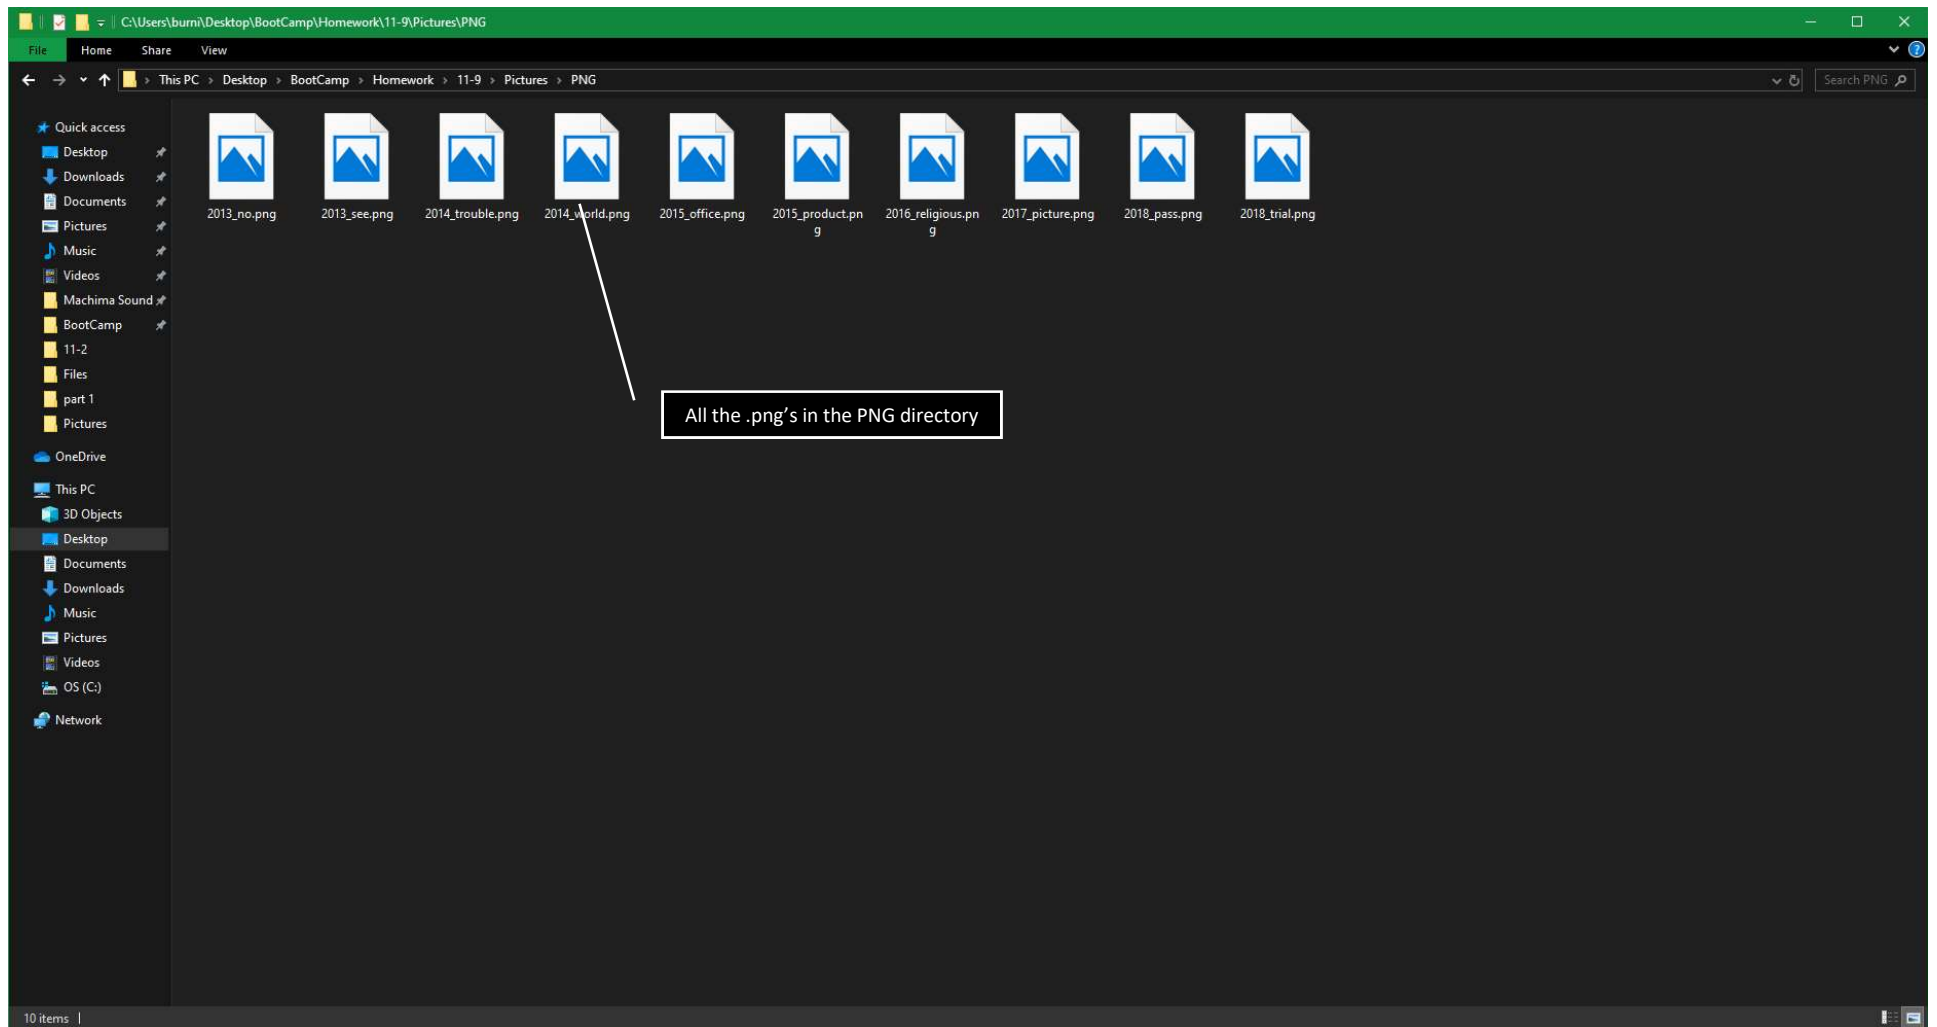 C:\Users\burni\Desktop\BootCamp\Homework\11-9\Pictures\PNG
File Home Share View
This PC > Desktop > BootCamp > Homework > 11-9 > Pictures > PNG
Search PNG
Quick access
Desktop
Downloads
Documents
Pictures
Music
Videos
Machima Sound
BootCamp
11-2
Files
part 1
Pictures
OneDrive
This PC
3D Objects
Desktop
Documents
Downloads
Music
Pictures
Videos
OS (C:)
Network
2013_no.png 2013_see.png 2014_trouble.png 2014_world.png 2015_office.png 2015_product.pn 2016_religious.pn 2017_picture.png 2018_pass.png 2018_trial.png
g g
All the .png’s in the PNG directory
10 items